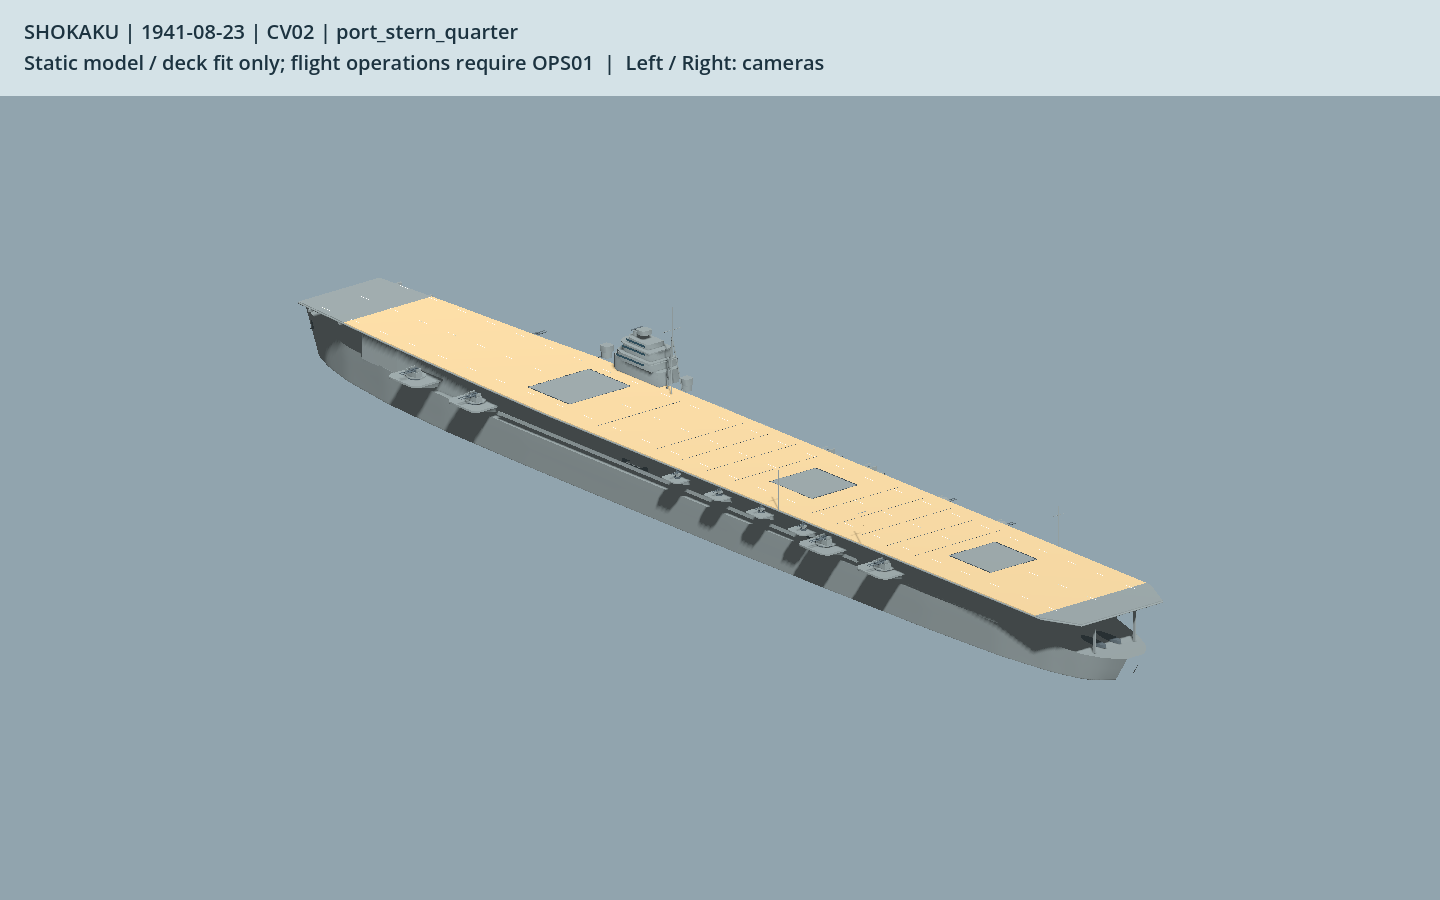 SHOKAKU | 1941-08-23 | CV02 | port_stern_quarter
Static model / deck fit only; flight operations require OPS01 | Left / Right: cameras